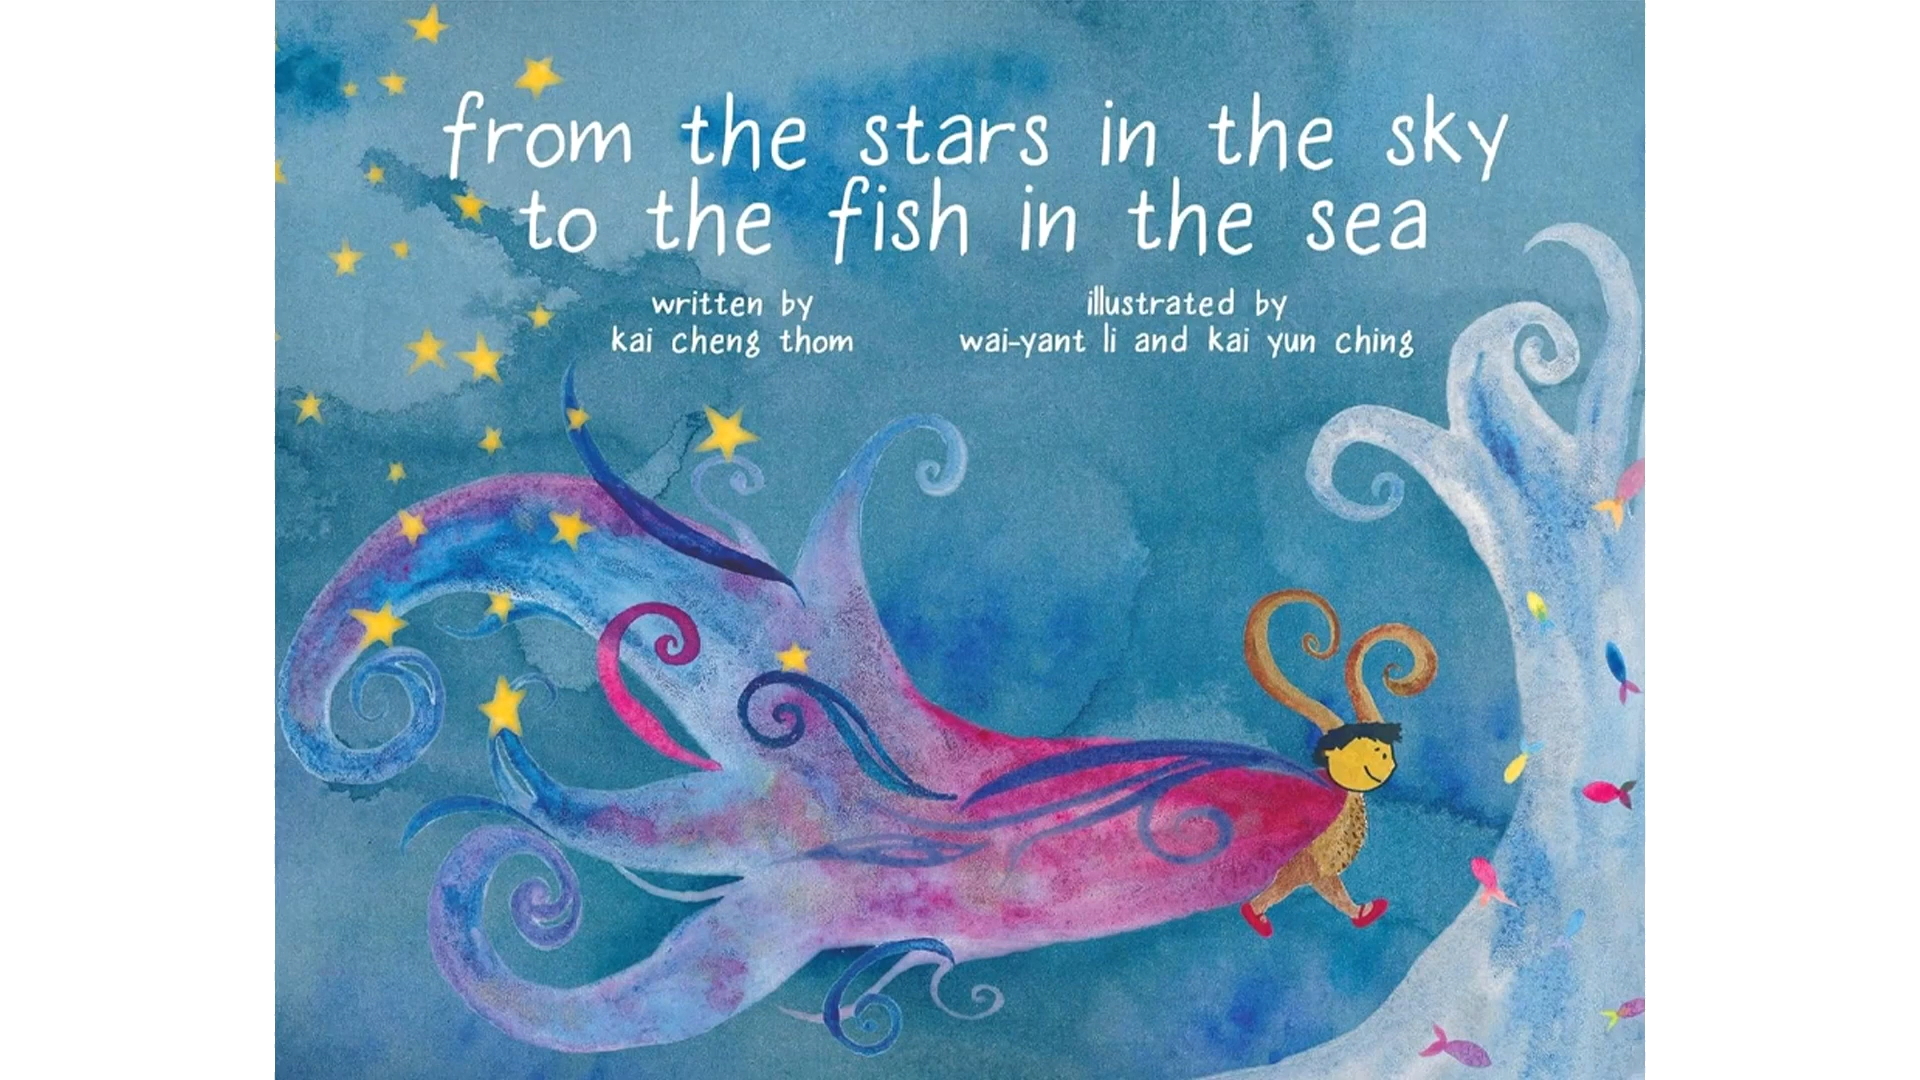 from the stars in the sky
to the fish in the sea
written by
kai cheng thom
illustrated by
wai-yant li and kai yun ching